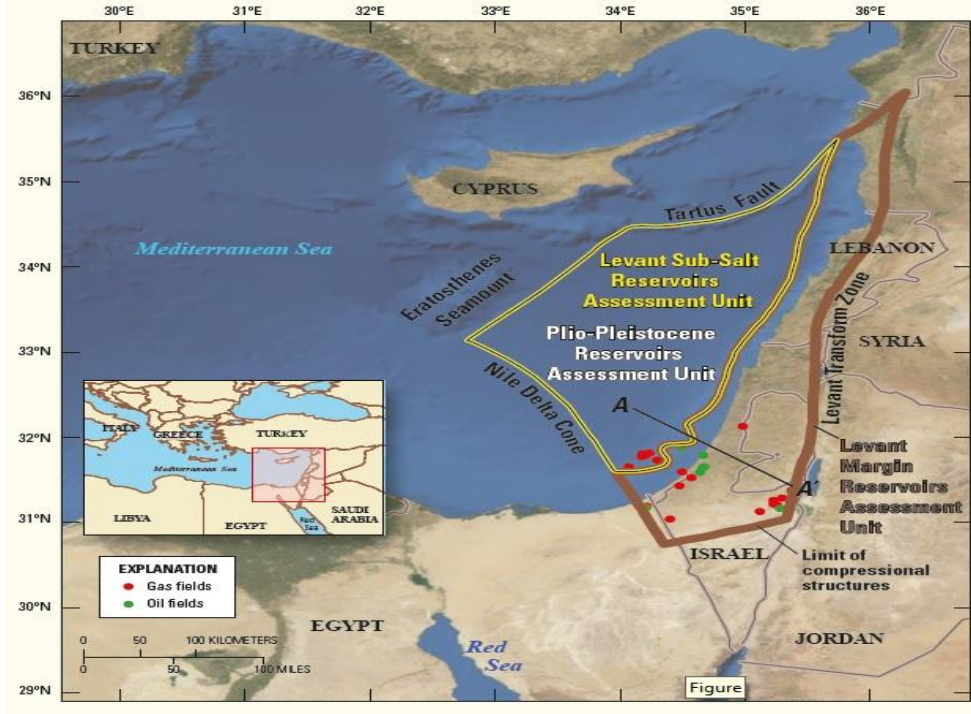 30°E
31°E
32°E
33°E
34°E
35°E
36°E
TURKEY
36°N
35°N
CYPRUS
Tartus Fault
Mediterranean Sea
34°N
Levant Sub-Salt
Reservoirs
Assessment Unit
LEBANON
Eratosthenes
Seamount
Levant Transform Zone
33°N
Plio-Pleistocene
Reservoirs
Assessment Unit
SYRIA
Nile Delta Cone
A
32°N
Levant
Margin
Reservoirs
Assessment
Unit
A'
31°N
ISRAEL
Limit of
compressional
structures
ITALY
GREECE
TURKEY
Mediterranean Sea
LIBYA
EGYPT
Red
Sea
SAUDI
ARABIA
EXPLANATION
Gas fields
Oil fields
30°N
EGYPT
JORDAN
0 50 100 KILOMETERS
0 50 100 MILES
Red
Sea
29°N
Figure